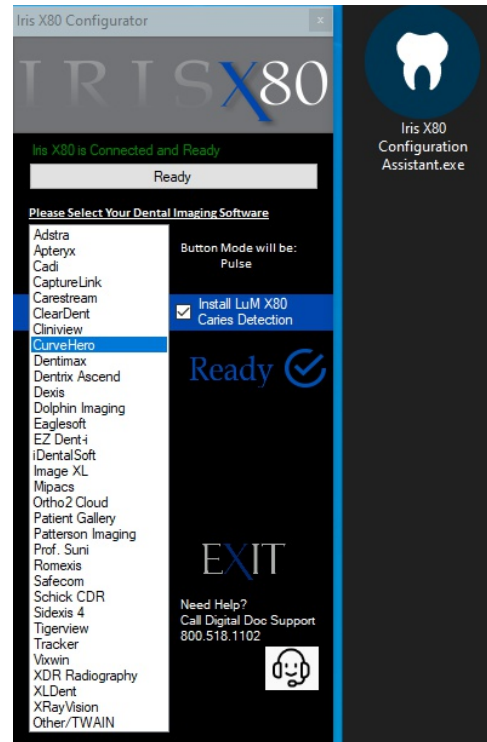 Iris X80 Configurator
x
IRIS X80
Iris X80 is Connected and Ready
Ready
Please Select Your Dental Imaging Software
Adstra
Apteryx
Cadi
CaptureLink
Carestream
ClearDent
Cliniview
CurveHero
Dentimax
Dentrix Ascend
Dexis
Dolphin Imaging
Eaglesoft
EZ Dent-i
iDentalSoft
Image XL
Mipacs
Ortho2 Cloud
Patient Gallery
Patterson Imaging
Prof. Suni
Romexis
Safecom
Schick CDR
Sidexis 4
Tigerview
Tracker
Vixwin
XDR Radiography
XLDent
XRayVision
Other/TWAIN
Button Mode will be:
Pulse
Install LuM X80
Caries Detection
Ready
EXIT
Need Help?
Call Digital Doc Support
800.518.1102
Iris X80
Configuration
Assistant.exe